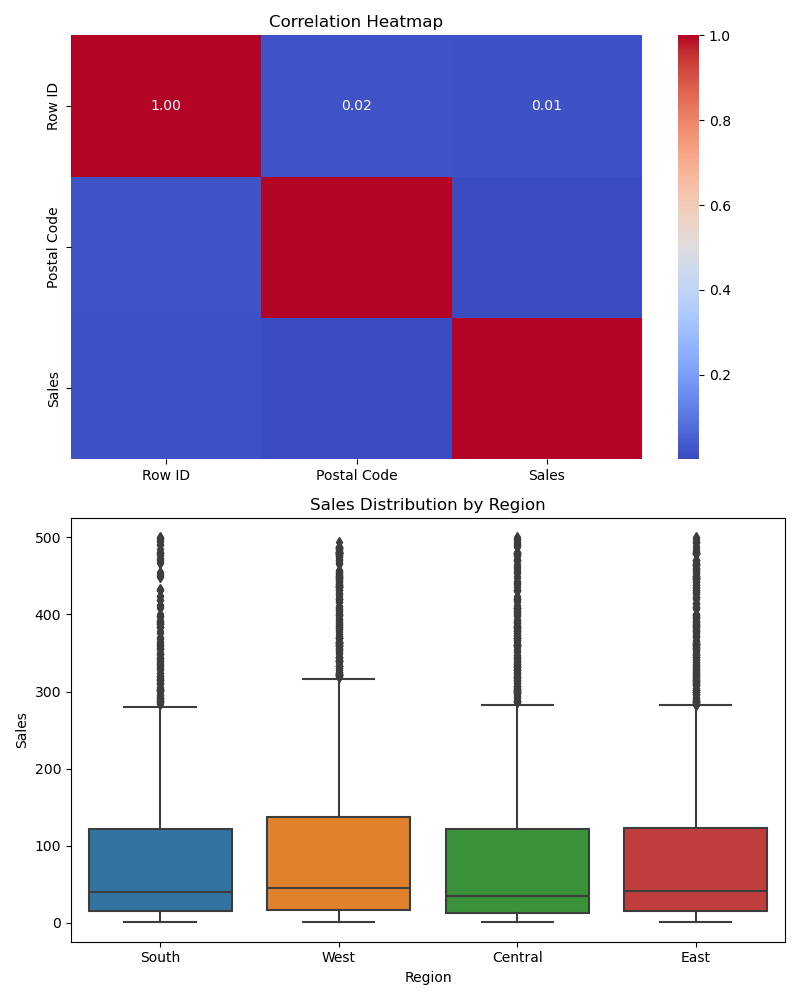 Correlation Heatmap
Row ID
1.00 0.02 0.01
Postal Code
Sales
Row ID Postal Code Sales
1.0
0.8
0.6
0.4
0.2
Sales Distribution by Region
500
400
300
200
100
0
Sales
South West Central East
Region